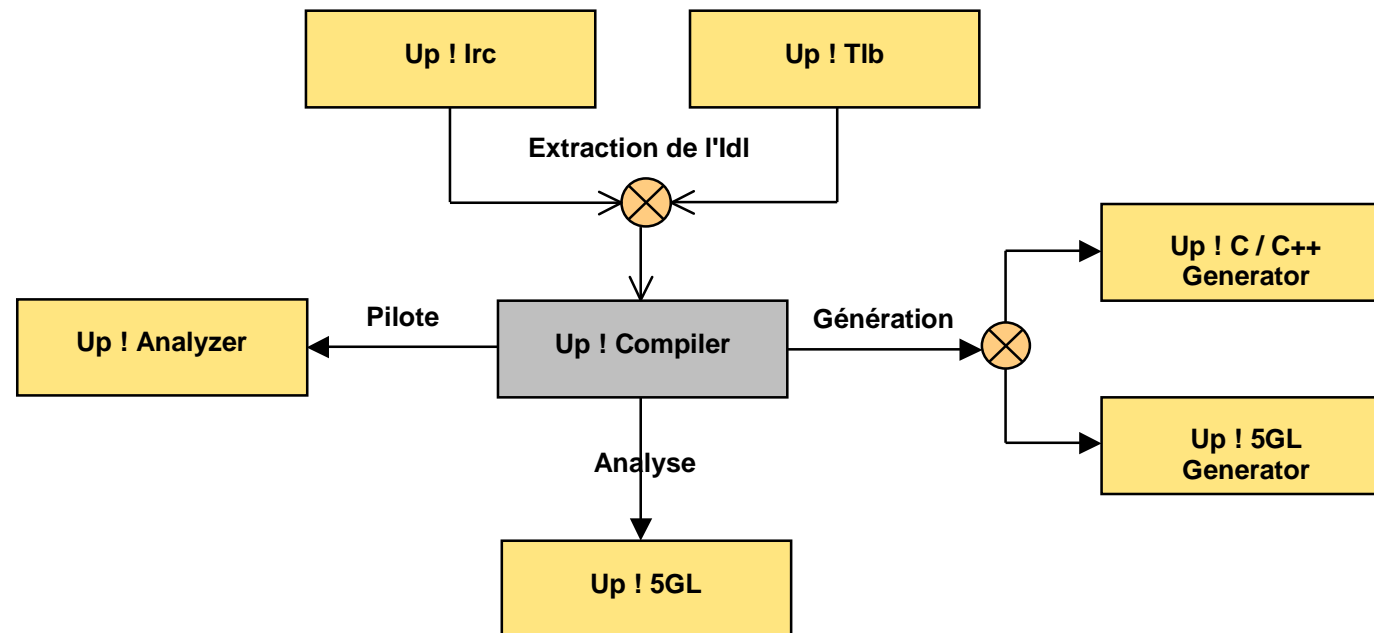 Up ! Irc
Up ! Tlb
Extraction de l'Idl
Up ! C / C++
Generator
Pilote
Génération
Up ! Analyzer
Up ! Compiler
Up ! 5GL
Generator
Analyse
Up ! 5GL